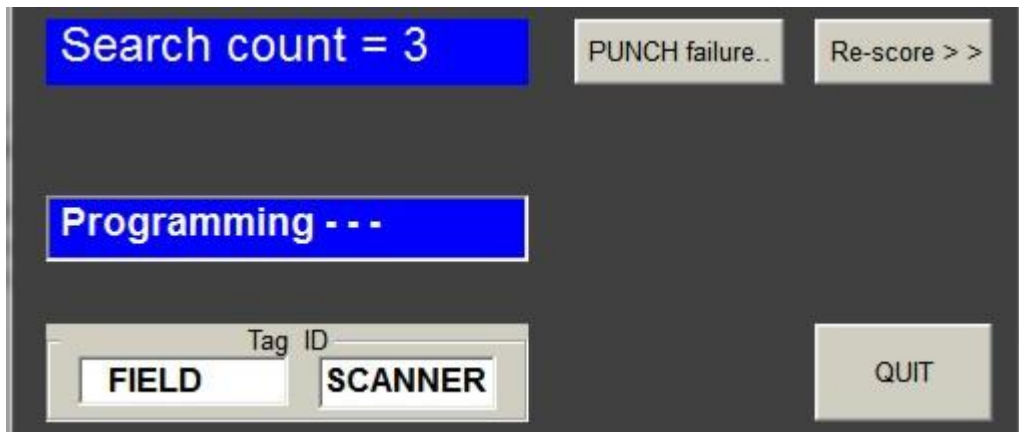 Search count = 3
PUNCH failure..
Re-score > >
Programming - - -
Tag ID
FIELD
SCANNER
QUIT